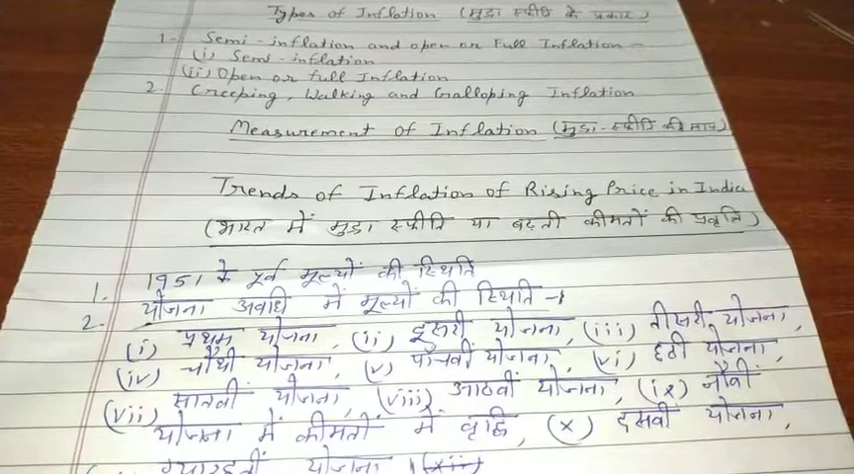 Types of Inflation (मुद्रा स्फीति के प्रकार)
1- Semi-inflation and open or Full Inflation-
(i) Semi-inflation
(ii) Open or full Inflation
2. Creeping, Walking and Galloping Inflation
Measurement of Inflation (मुद्रा-स्फीति की माप)
Trends of Inflation of Rising Price in India
(भारत में मुद्रा स्फीति या बढ़ती कीमतों की प्रवृति)
1. 1951 के पूर्व मूल्यों की स्थिति
2. योजना अवधि में मूल्यों की स्थिति →
(i) प्रथम योजना, (ii) दूसरी योजना, (iii) तीसरी योजना,
(iv) चौथी योजना, (v) पाँचवीं योजना, (vi) छठी योजना,
(vii) सातवीं योजना, (viii) आठवीं योजना, (ix) नौवीं
योजना में कीमतों में वृद्धि, (x) दसवीं योजना,
ग्यारहवीं योजना (xii)